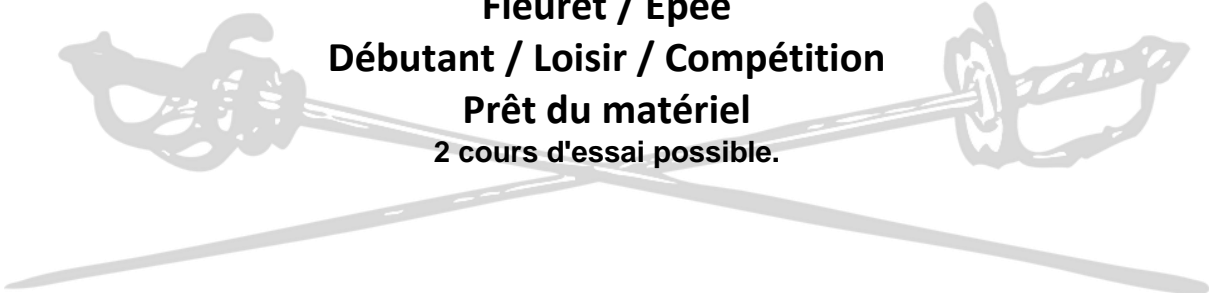 Fleuret / Epée
Débutant / Loisir / Compétition
Prêt du matériel
2 cours d'essai possible.